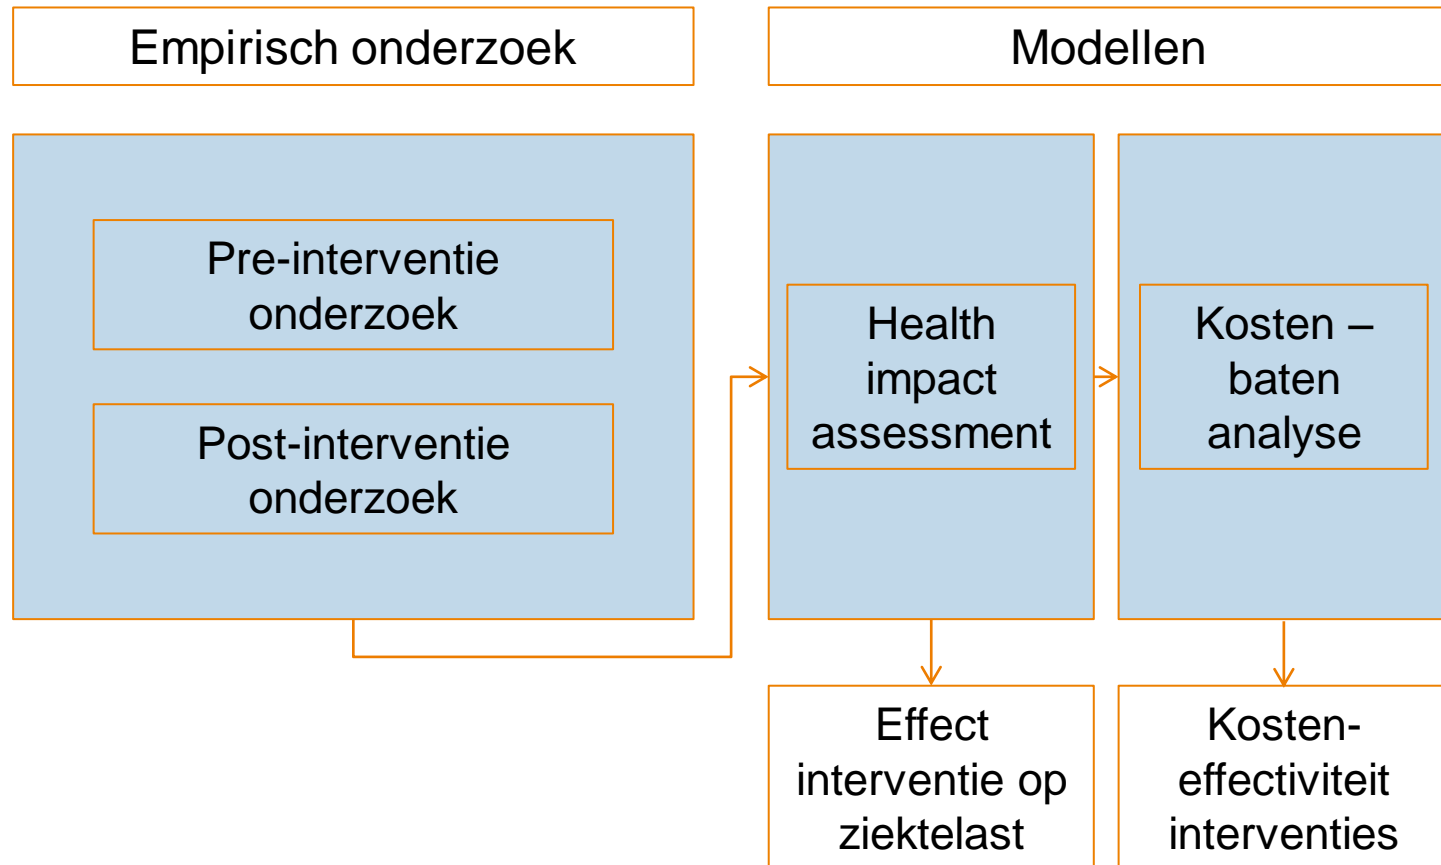 Empirisch onderzoek
Modellen
Pre-interventie
onderzoek
Post-interventie
onderzoek
Health
impact
assessment
Kosten –
baten
analyse
Effect
interventie op
ziektelast
Kosten-
effectiviteit
interventies